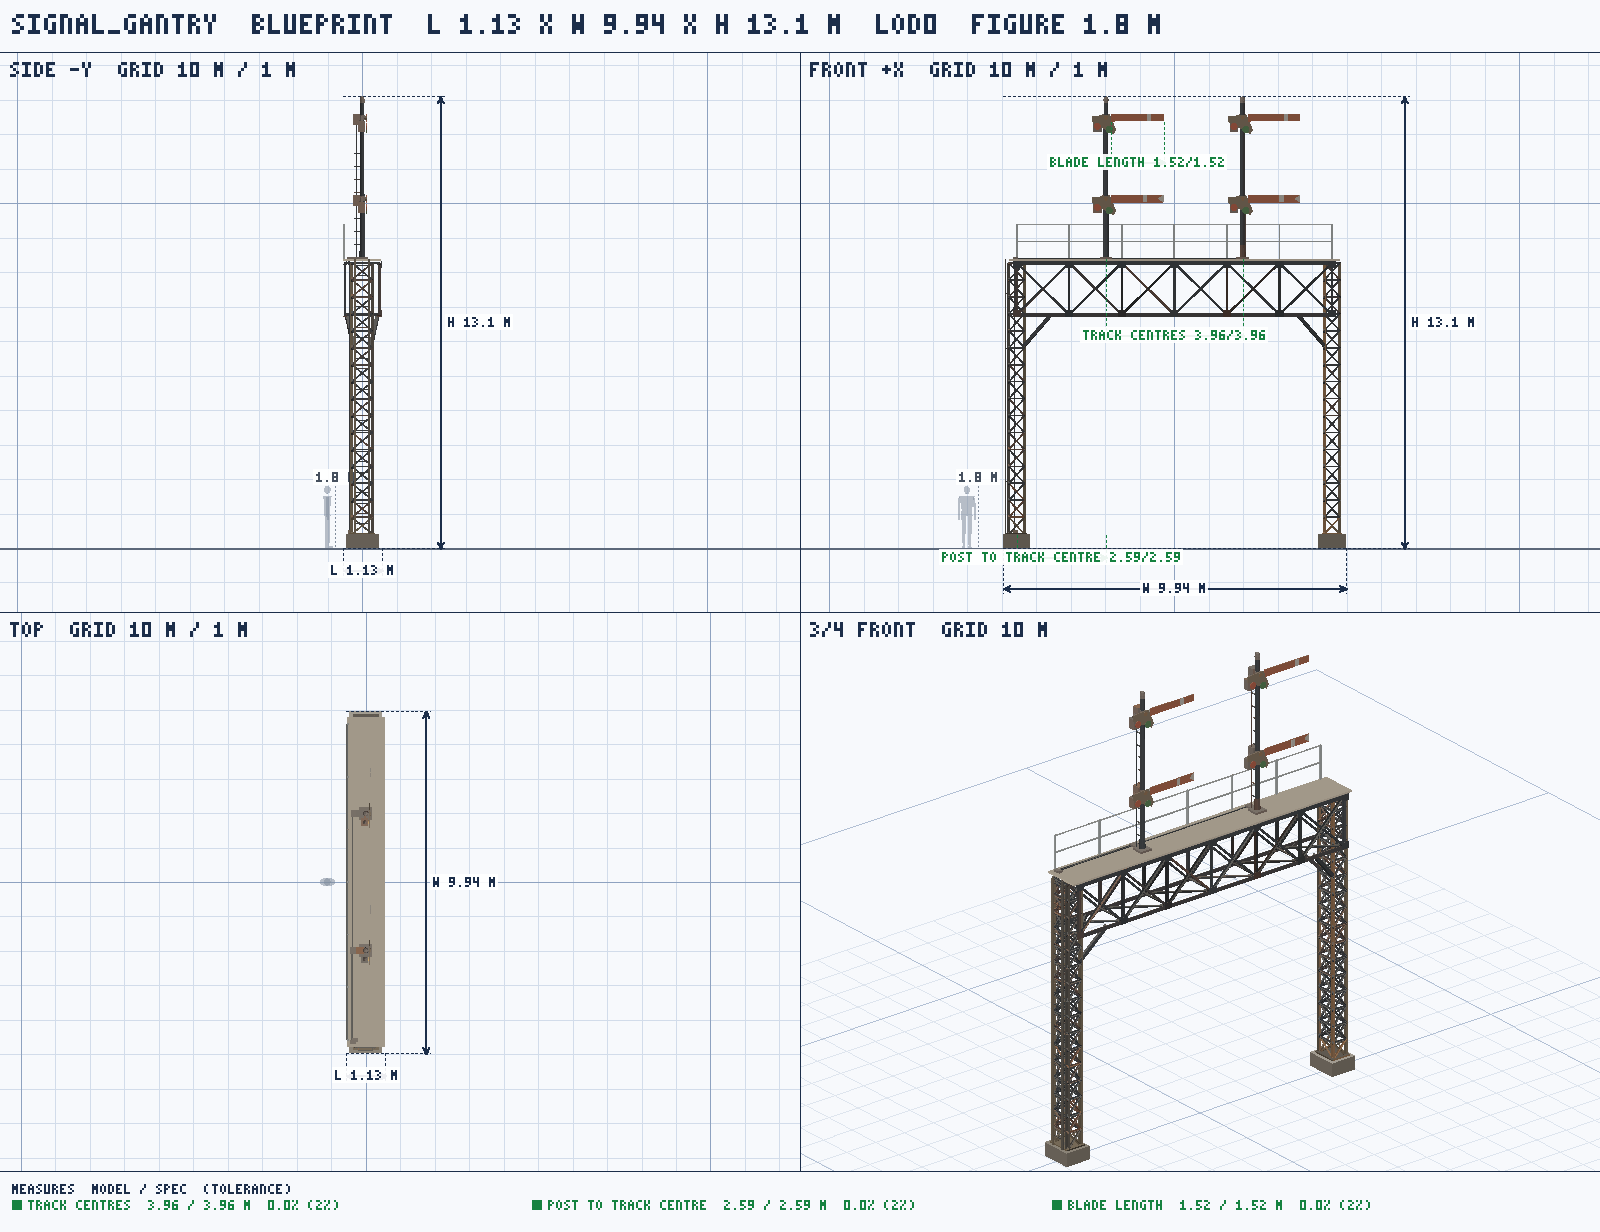 SIGNAL_GANTRY BLUEPRINT L 1.13 X W 9.94 X H 13.1 M LOD0 FIGURE 1.8 M
SIDE -Y GRID 10 M / 1 M
H 13.1 M
1.8
L 1.13 M
FRONT +X GRID 10 M / 1 M
BLADE LENGTH 1.52/1.52
TRACK CENTRES 3.96/3.96
H 13.1 M
1.8 M
POST TO TRACK CENTRE 2.59/2.59
W 9.94 M
TOP GRID 10 M / 1 M
W 9.94 M
L 1.13 M
3/4 FRONT GRID 10 M
MEASURES MODEL / SPEC (TOLERANCE)
TRACK CENTRES 3.96 / 3.96 M 0.0% (2%)
POST TO TRACK CENTRE 2.59 / 2.59 M 0.0% (2%)
BLADE LENGTH 1.52 / 1.52 M 0.0% (2%)